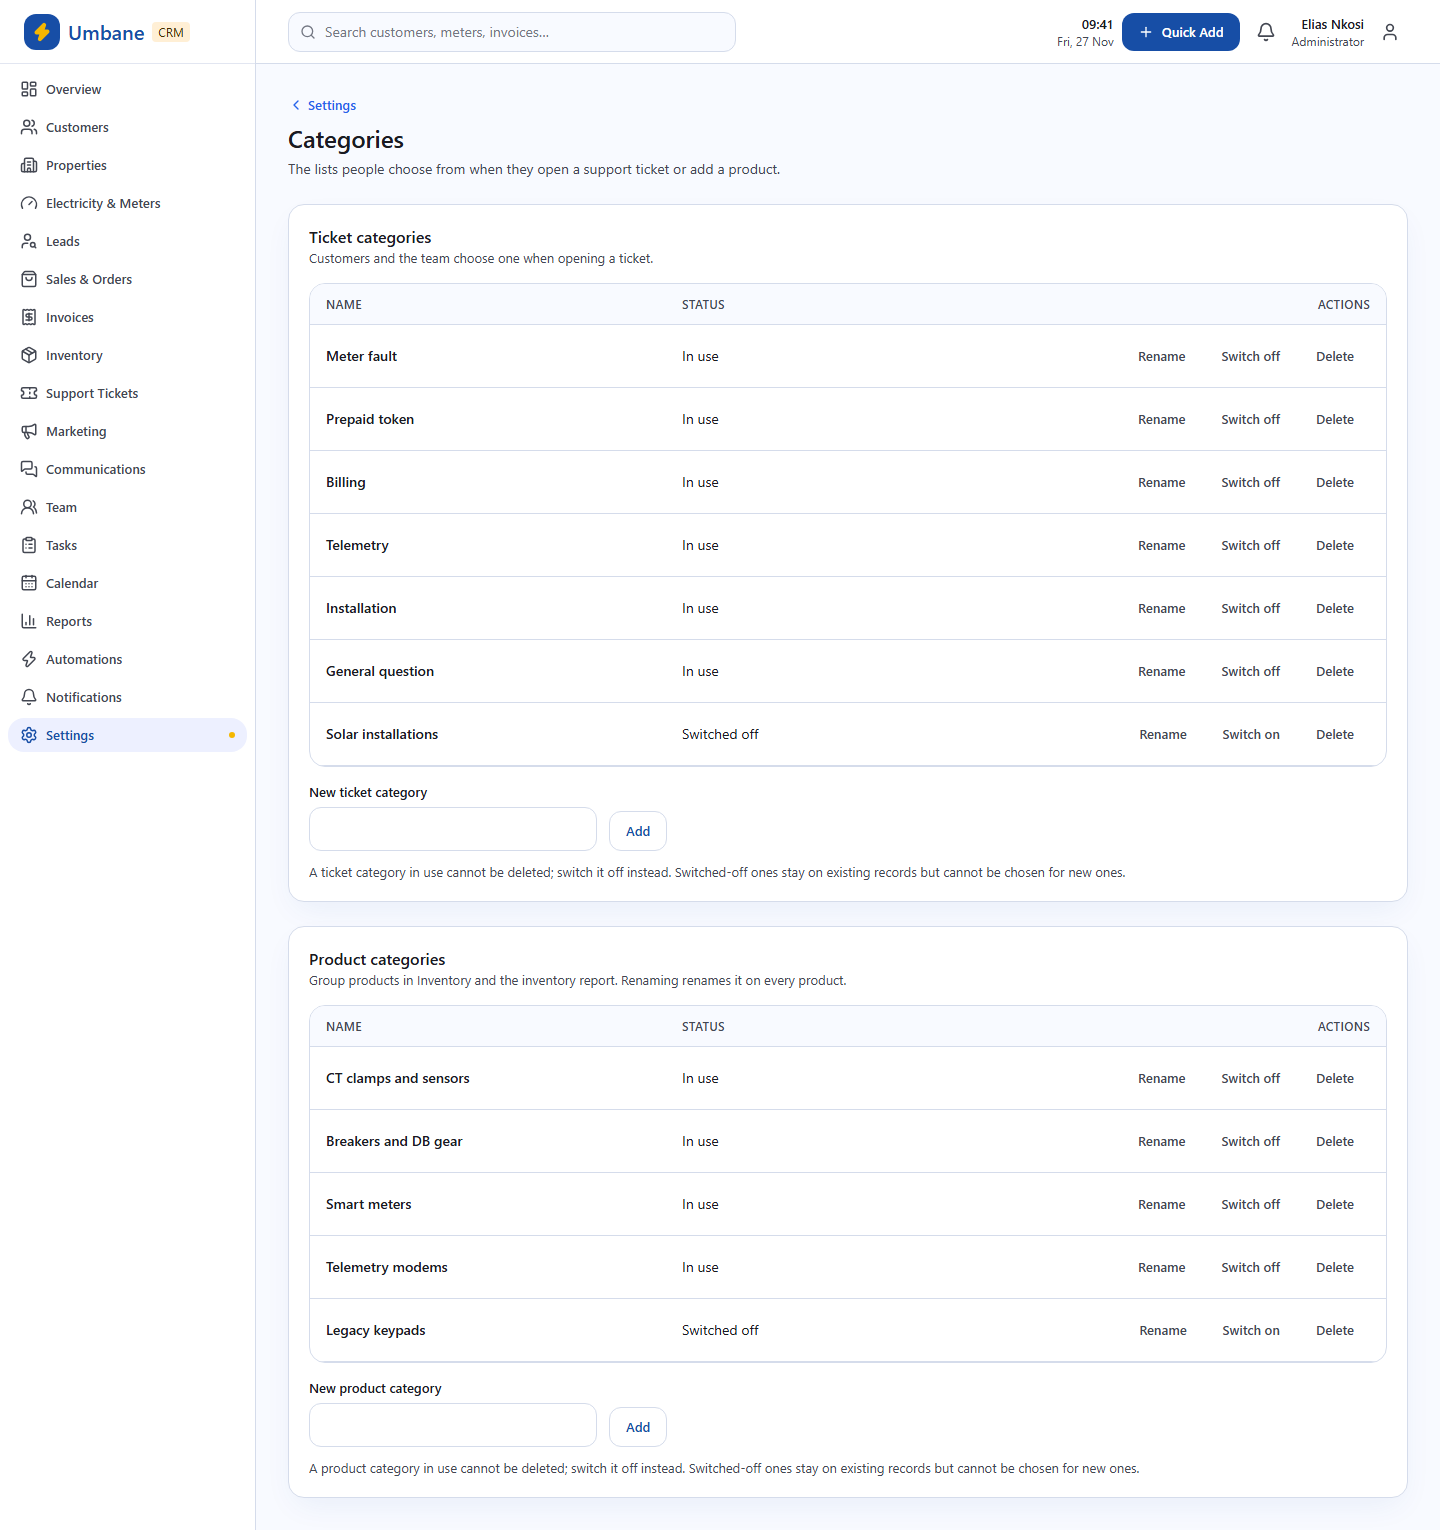 Umbane CRM
Search customers, meters, invoices...
09:41
Fri, 27 Nov
Quick Add
Elias Nkosi
Administrator
Overview
Customers
Properties
Electricity & Meters
Leads
Sales & Orders
Invoices
Inventory
Support Tickets
Marketing
Communications
Team
Tasks
Calendar
Reports
Automations
Notifications
Settings
Settings
Categories
The lists people choose from when they open a support ticket or add a product.
Ticket categories
Customers and the team choose one when opening a ticket.
NAME STATUS ACTIONS
Meter fault In use Rename Switch off Delete
Prepaid token In use Rename Switch off Delete
Billing In use Rename Switch off Delete
Telemetry In use Rename Switch off Delete
Installation In use Rename Switch off Delete
General question In use Rename Switch off Delete
Solar installations Switched off Rename Switch on Delete
New ticket category
Add
A ticket category in use cannot be deleted; switch it off instead. Switched-off ones stay on existing records but cannot be chosen for new ones.
Product categories
Group products in Inventory and the inventory report. Renaming renames it on every product.
NAME STATUS ACTIONS
CT clamps and sensors In use Rename Switch off Delete
Breakers and DB gear In use Rename Switch off Delete
Smart meters In use Rename Switch off Delete
Telemetry modems In use Rename Switch off Delete
Legacy keypads Switched off Rename Switch on Delete
New product category
Add
A product category in use cannot be deleted; switch it off instead. Switched-off ones stay on existing records but cannot be chosen for new ones.